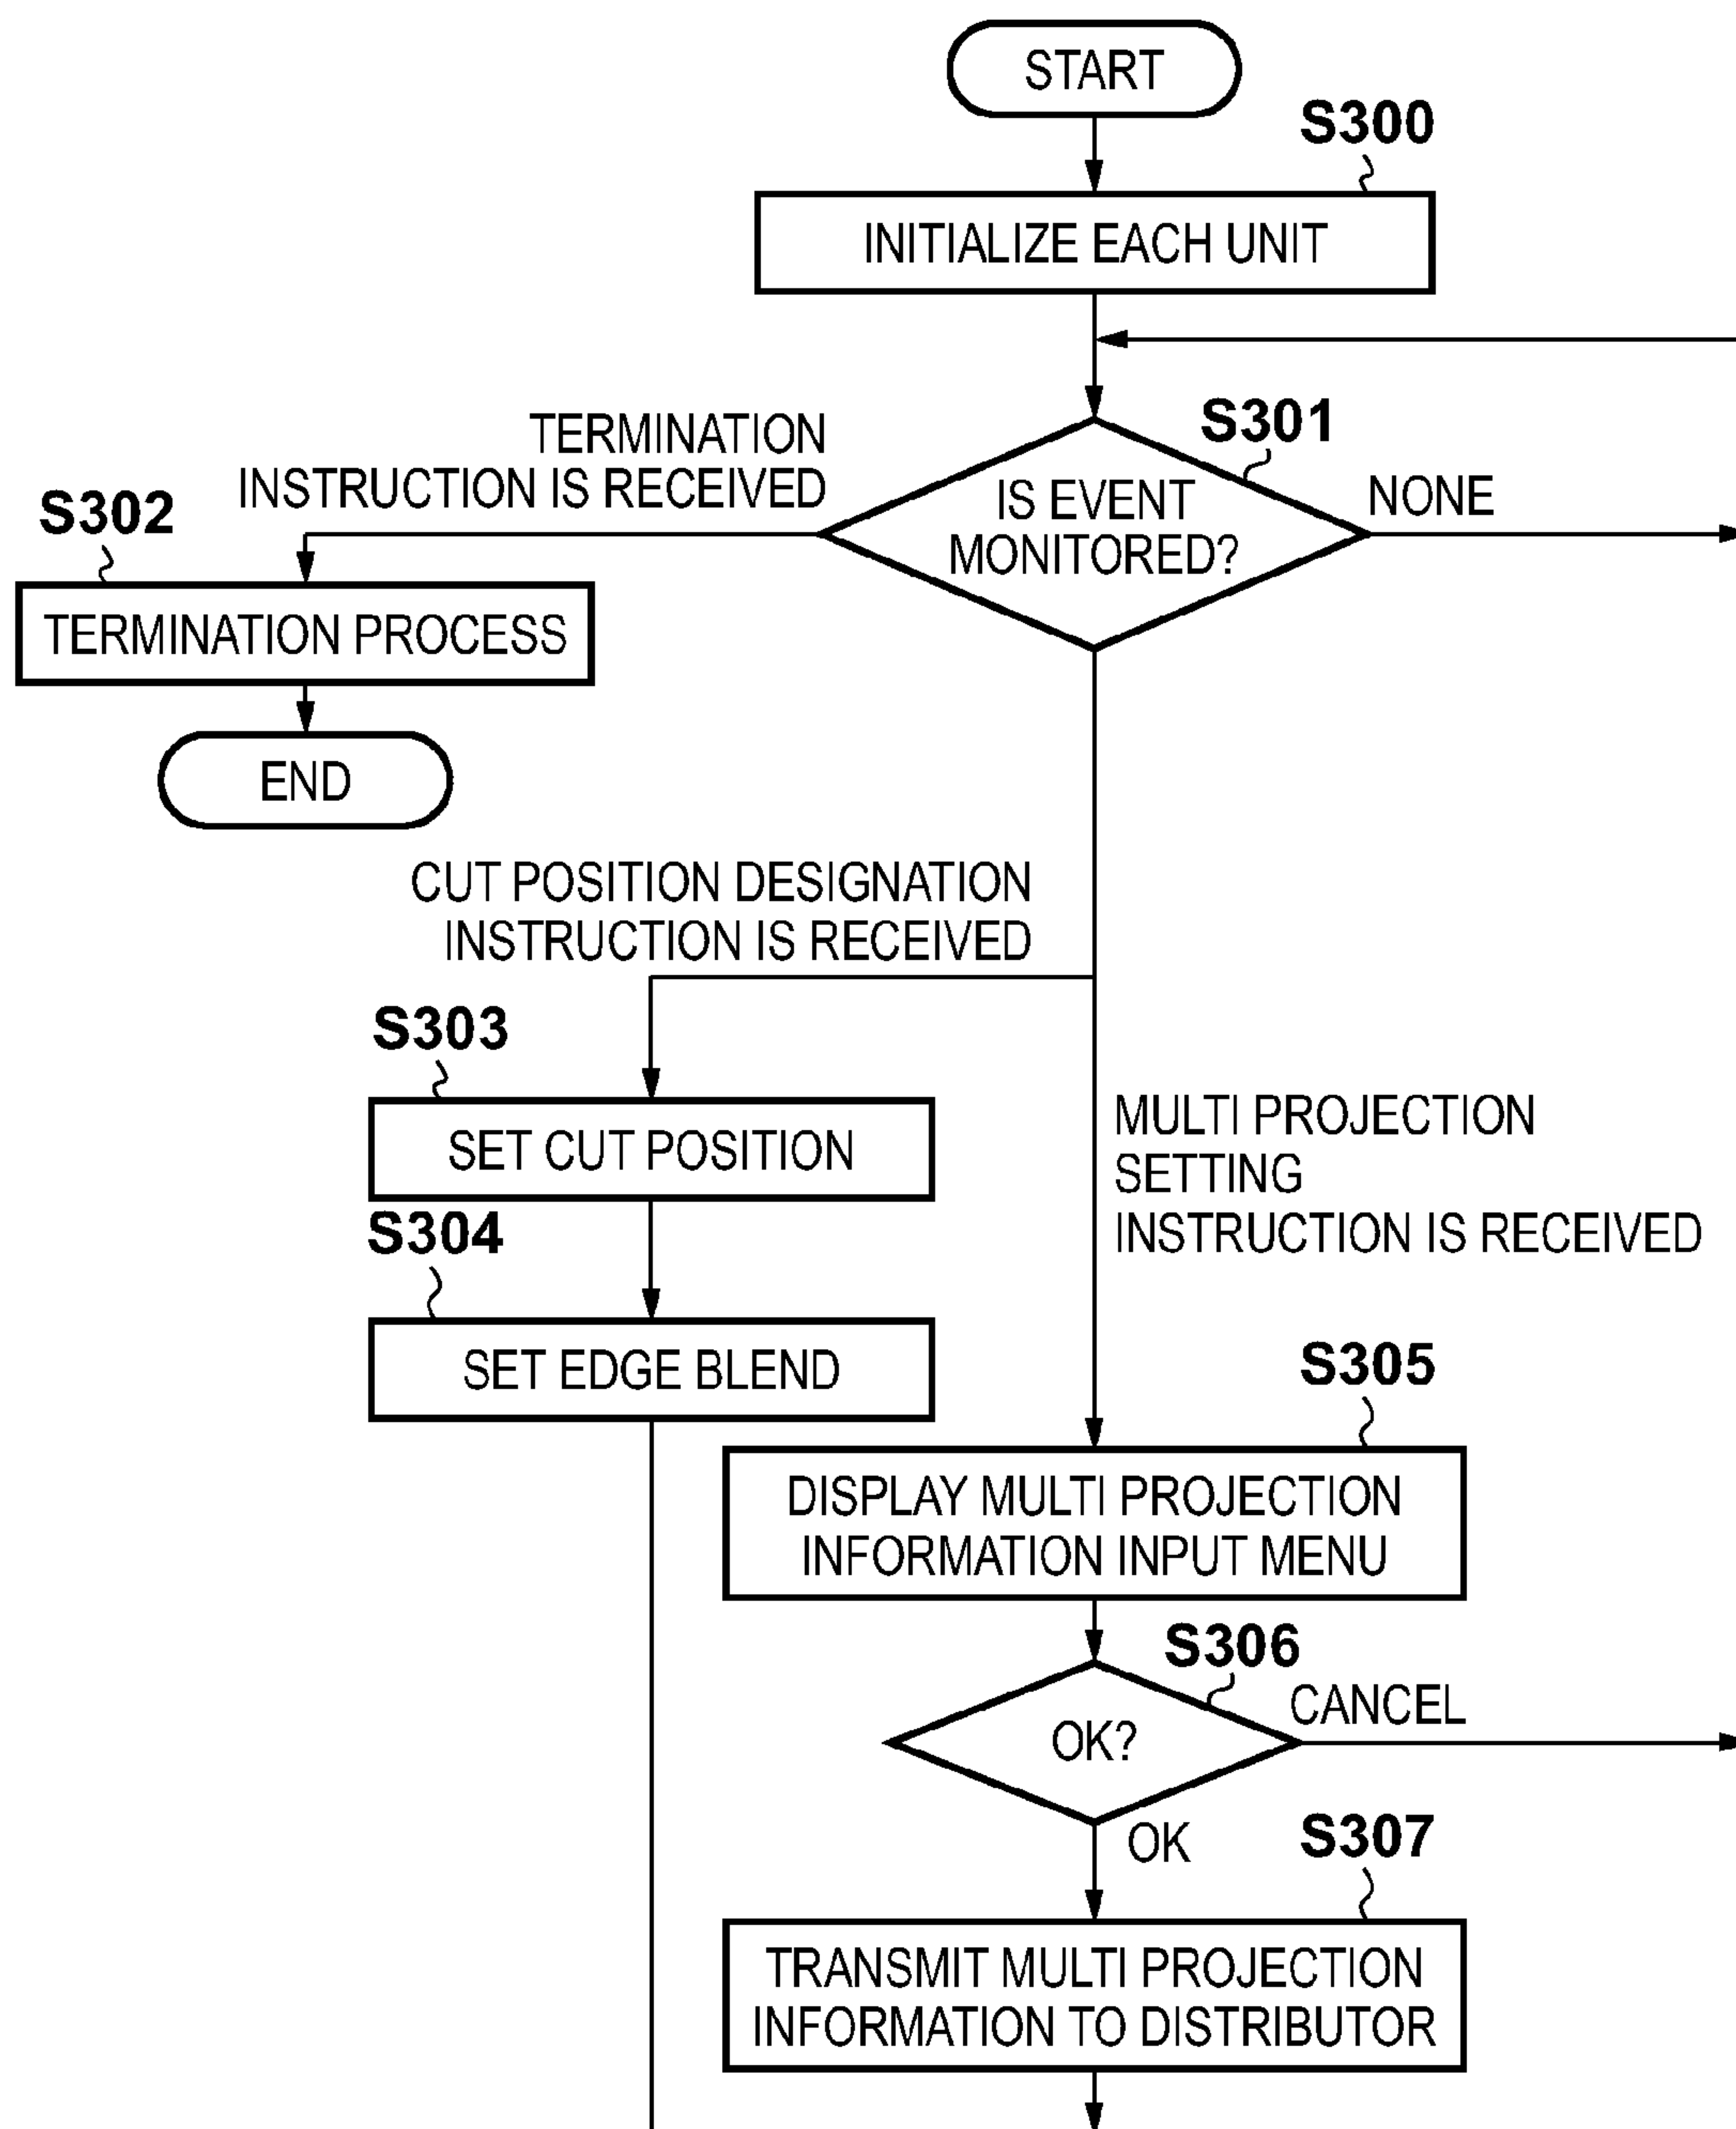 START
S300
INITIALIZE EACH UNIT
S301
TERMINATION
INSTRUCTION IS RECEIVED
IS EVENT
MONITORED?
NONE
S302
TERMINATION PROCESS
END
CUT POSITION DESIGNATION
INSTRUCTION IS RECEIVED
S303
SET CUT POSITION
MULTI PROJECTION
SETTING
INSTRUCTION IS RECEIVED
S304
SET EDGE BLEND
S305
DISPLAY MULTI PROJECTION
INFORMATION INPUT MENU
S306
OK?
CANCEL
OK
S307
TRANSMIT MULTI PROJECTION
INFORMATION TO DISTRIBUTOR